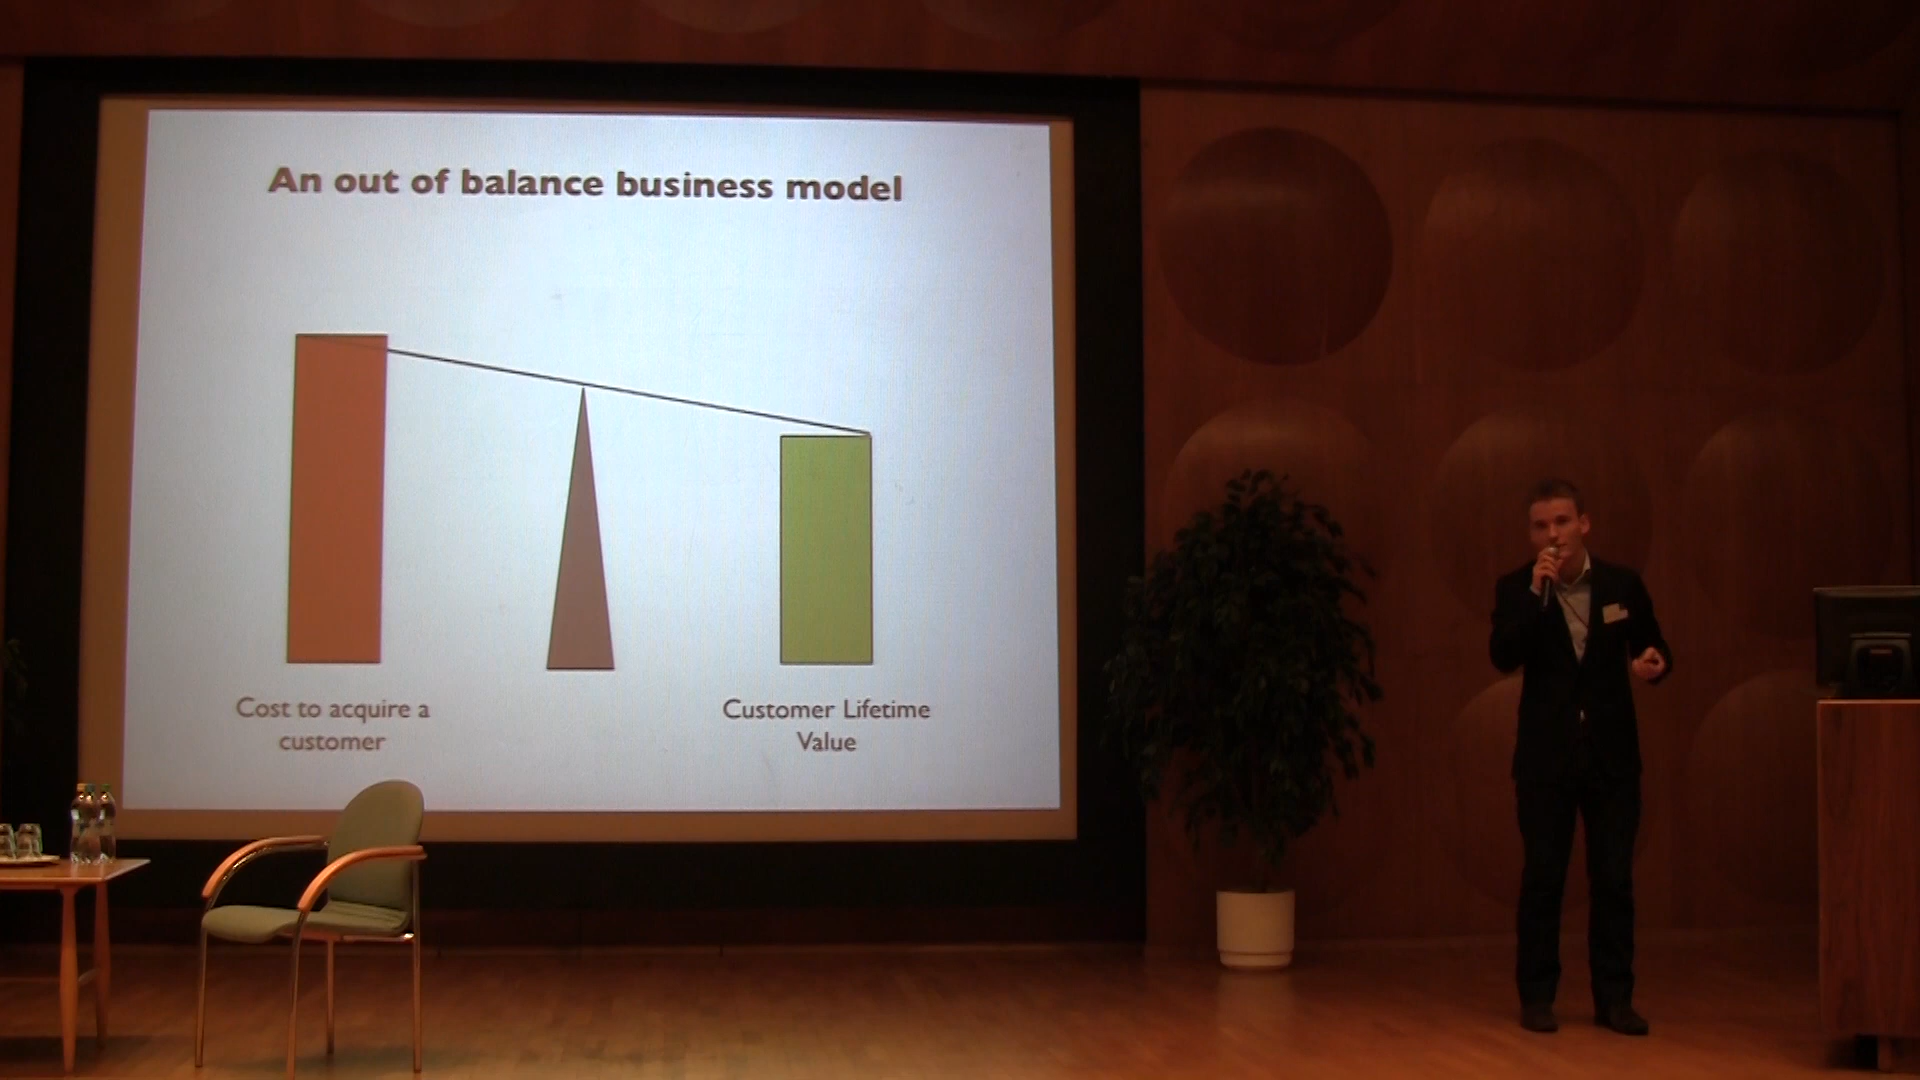 An out of balance business model
Cost to acquire a
customer
Customer Lifetime
Value